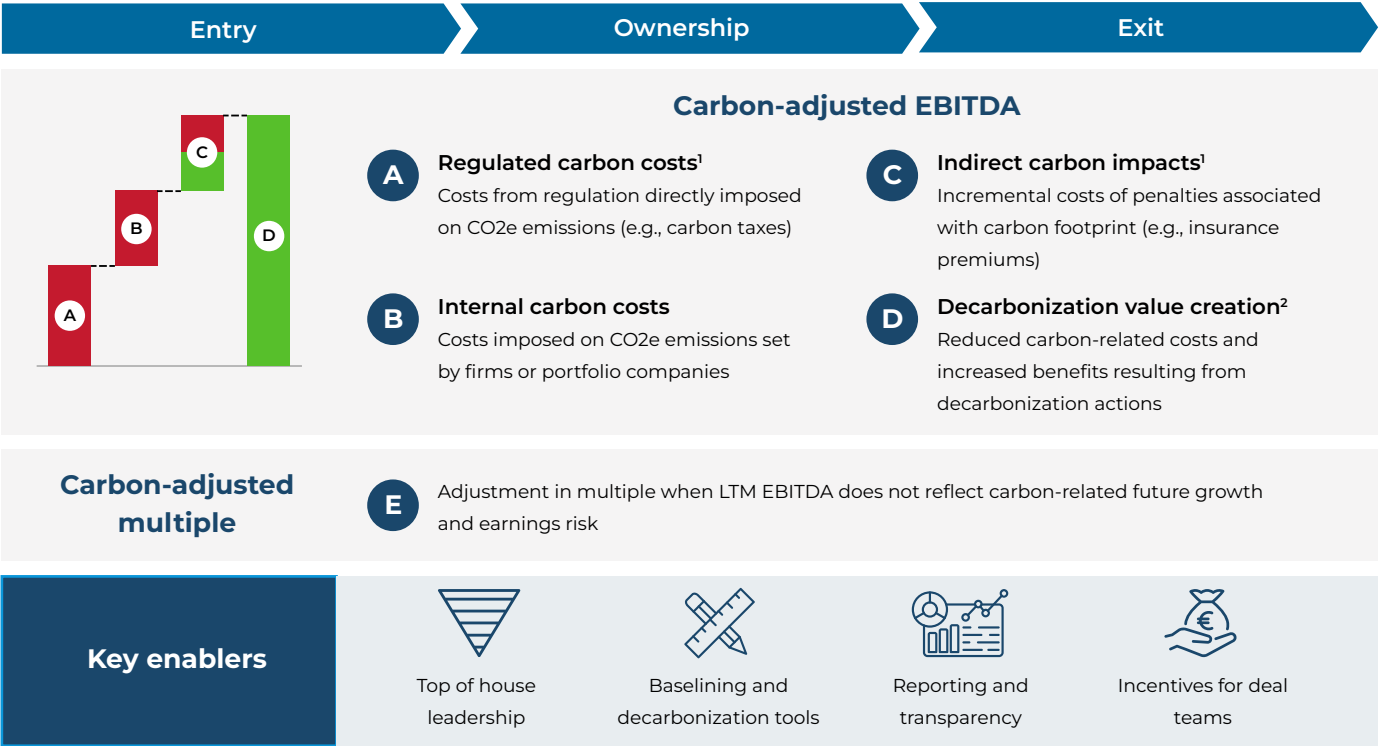 Entry
Ownership
Exit
Carbon-adjusted EBITDA
C
B
D
A
A
Regulated carbon costs¹
Costs from regulation directly imposed
on CO2e emissions (e.g., carbon taxes)
C
Indirect carbon impacts¹
Incremental costs of penalties associated
with carbon footprint (e.g., insurance
premiums)
B
Internal carbon costs
Costs imposed on CO2e emissions set
by firms or portfolio companies
D
Decarbonization value creation²
Reduced carbon-related costs and
increased benefits resulting from
decarbonization actions
Carbon-adjusted
multiple
E
Adjustment in multiple when LTM EBITDA does not reflect carbon-related future growth
and earnings risk
Key enablers
Top of house
leadership
Baselining and
decarbonization tools
Reporting and
transparency
€
Incentives for deal
teams